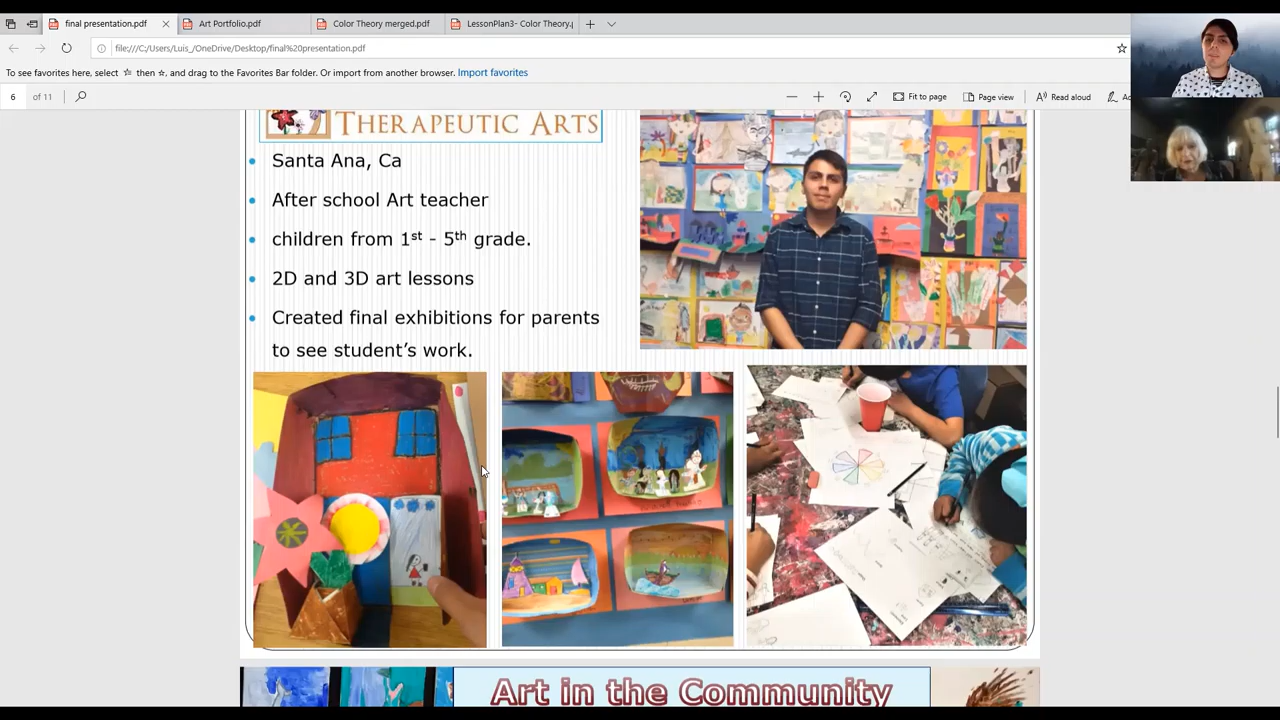 final presentation.pdf
Art Portfolio.pdf
Color Theory merged.pdf
LessonPlan3- Color Theory.p
file:///C:/Users/Luis_/OneDrive/Desktop/final%20presentation.pdf
To see favorites here, select ☆ then ☆, and drag to the Favorites Bar folder. Or import from another browser. Import favorites
6 of 11
Fit to page
Page view
Read aloud
THERAPEUTIC ARTS
• Santa Ana, Ca
• After school Art teacher
• children from 1st - 5th grade.
• 2D and 3D art lessons
• Created final exhibitions for parents
to see student's work.
Art in the Community